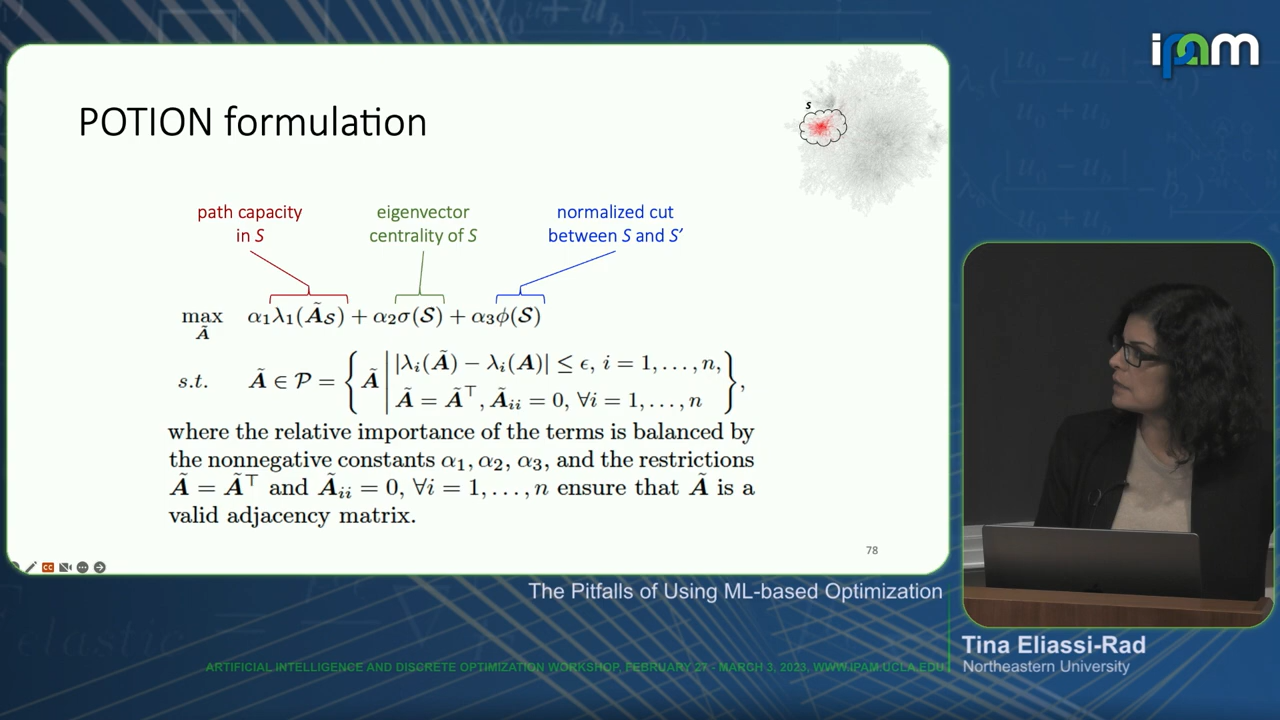 ipam
POTION formulation
S
path capacity
in S
eigenvector
centrality of S
normalized cut
between S and S’
max α₁λ₁(Ã_𝒮) + α₂σ(𝒮) + α₃ϕ(𝒮)
Ã
s.t. Ã ∈ 𝒫 = { Ã | |λᵢ(Ã) − λᵢ(A)| ≤ ϵ, i = 1, . . . , n,
Ã = Ã⊤, Ãᵢᵢ = 0, ∀i = 1, . . . , n },
where the relative importance of the terms is balanced by
the nonnegative constants α₁, α₂, α₃, and the restrictions
Ã = Ã⊤ and Ãᵢᵢ = 0, ∀i = 1, . . . , n ensure that Ã is a
valid adjacency matrix.
78
CC
The Pitfalls of Using ML-based Optimization
Tina Eliassi-Rad
Northeastern University
ARTIFICIAL INTELLIGENCE AND DISCRETE OPTIMIZATION WORKSHOP, FEBRUARY 27 - MARCH 3, 2023, WWW.IPAM.UCLA.EDU